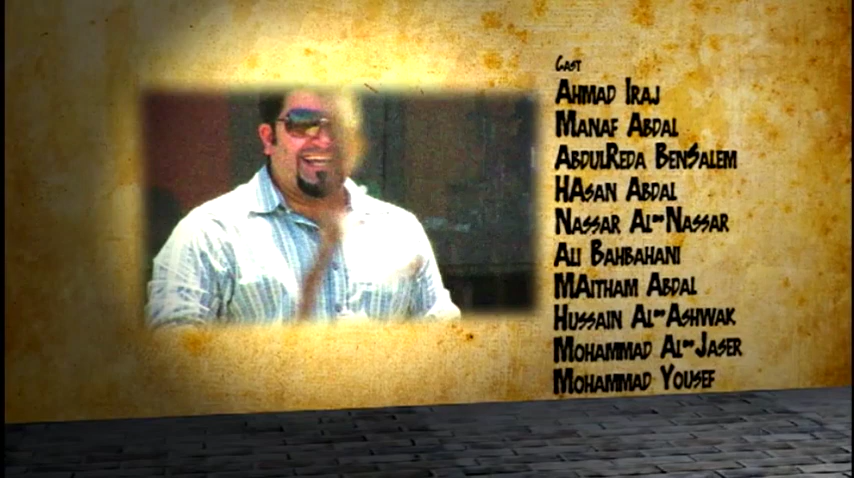 Cast
Ahmad Iraj
Manaf Abdal
AbdulReda BenSalem
HAsan Abdal
Nassar Al-Nassar
Ali Bahbahani
MAitham Abdal
Hussain Al-Ashwak
Mohammad Al-Jaser
Mohammad Yousef